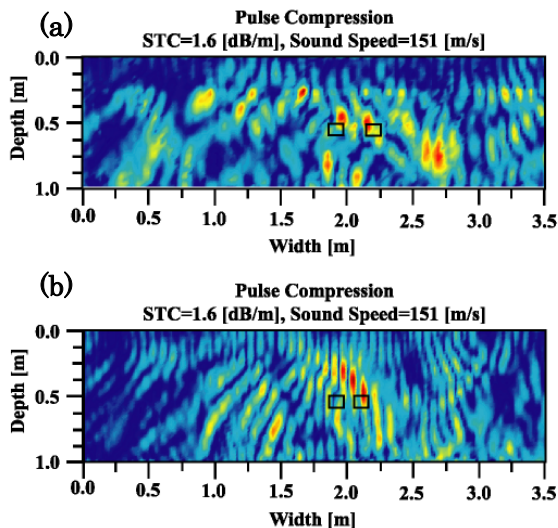 (a)
Pulse Compression
STC=1.6 [dB/m], Sound Speed=151 [m/s]
Depth [m]
0.0
0.5
1.0
0.0 0.5 1.0 1.5 2.0 2.5 3.0 3.5
Width [m]
(b)
Pulse Compression
STC=1.6 [dB/m], Sound Speed=151 [m/s]
Depth [m]
0.0
0.5
1.0
0.0 0.5 1.0 1.5 2.0 2.5 3.0 3.5
Width [m]